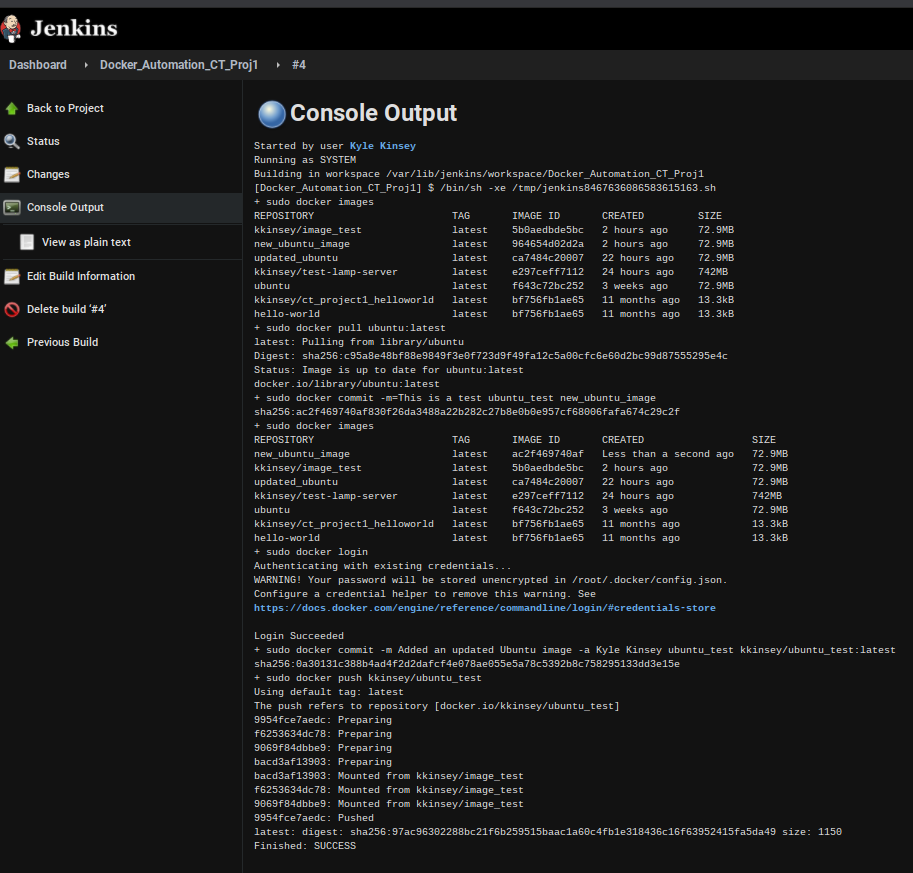 Jenkins
Dashboard
Docker_Automation_CT_Proj1
#4
Back to Project
Status
Changes
Console Output
View as plain text
Edit Build Information
Delete build ‘#4’
Previous Build
Console Output
Started by user Kyle Kinsey
Running as SYSTEM
Building in workspace /var/lib/jenkins/workspace/Docker_Automation_CT_Proj1
[Docker_Automation_CT_Proj1] $ /bin/sh -xe /tmp/jenkins8467636086583615163.sh
+ sudo docker images
REPOSITORY TAG IMAGE ID CREATED SIZE
kkinsey/image_test latest 5b0aedbde5bc 2 hours ago 72.9MB
new_ubuntu_image latest 964654d02d2a 2 hours ago 72.9MB
updated_ubuntu latest ca7484c20007 22 hours ago 72.9MB
kkinsey/test-lamp-server latest e297ceff7112 24 hours ago 742MB
ubuntu latest f643c72bc252 3 weeks ago 72.9MB
kkinsey/ct_project1_helloworld latest bf756fb1ae65 11 months ago 13.3kB
hello-world latest bf756fb1ae65 11 months ago 13.3kB
+ sudo docker pull ubuntu:latest
latest: Pulling from library/ubuntu
Digest: sha256:c95a8e48bf88e9849f3e0f723d9f49fa12c5a00cfc6e60d2bc99d87555295e4c
Status: Image is up to date for ubuntu:latest
docker.io/library/ubuntu:latest
+ sudo docker commit -m=This is a test ubuntu_test new_ubuntu_image
sha256:ac2f469740af830f26da3488a22b282c27b8e0b0e957cf68006fafa674c29c2f
+ sudo docker images
REPOSITORY TAG IMAGE ID CREATED SIZE
new_ubuntu_image latest ac2f469740af Less than a second ago 72.9MB
kkinsey/image_test latest 5b0aedbde5bc 2 hours ago 72.9MB
updated_ubuntu latest ca7484c20007 22 hours ago 72.9MB
kkinsey/test-lamp-server latest e297ceff7112 24 hours ago 742MB
ubuntu latest f643c72bc252 3 weeks ago 72.9MB
kkinsey/ct_project1_helloworld latest bf756fb1ae65 11 months ago 13.3kB
hello-world latest bf756fb1ae65 11 months ago 13.3kB
+ sudo docker login
Authenticating with existing credentials...
WARNING! Your password will be stored unencrypted in /root/.docker/config.json.
Configure a credential helper to remove this warning. See
https://docs.docker.com/engine/reference/commandline/login/#credentials-store
Login Succeeded
+ sudo docker commit -m Added an updated Ubuntu image -a Kyle Kinsey ubuntu_test kkinsey/ubuntu_test:latest
sha256:0a30131c388b4ad4f2d2dafcf4e078ae055e5a78c5392b8c758295133dd3e15e
+ sudo docker push kkinsey/ubuntu_test
Using default tag: latest
The push refers to repository [docker.io/kkinsey/ubuntu_test]
9954fce7aedc: Preparing
f6253634dc78: Preparing
9069f84dbbe9: Preparing
bacd3af13903: Preparing
bacd3af13903: Mounted from kkinsey/image_test
f6253634dc78: Mounted from kkinsey/image_test
9069f84dbbe9: Mounted from kkinsey/image_test
9954fce7aedc: Pushed
latest: digest: sha256:97ac96302288bc21f6b259515baac1a60c4fb1e318436c16f63952415fa5da49 size: 1150
Finished: SUCCESS